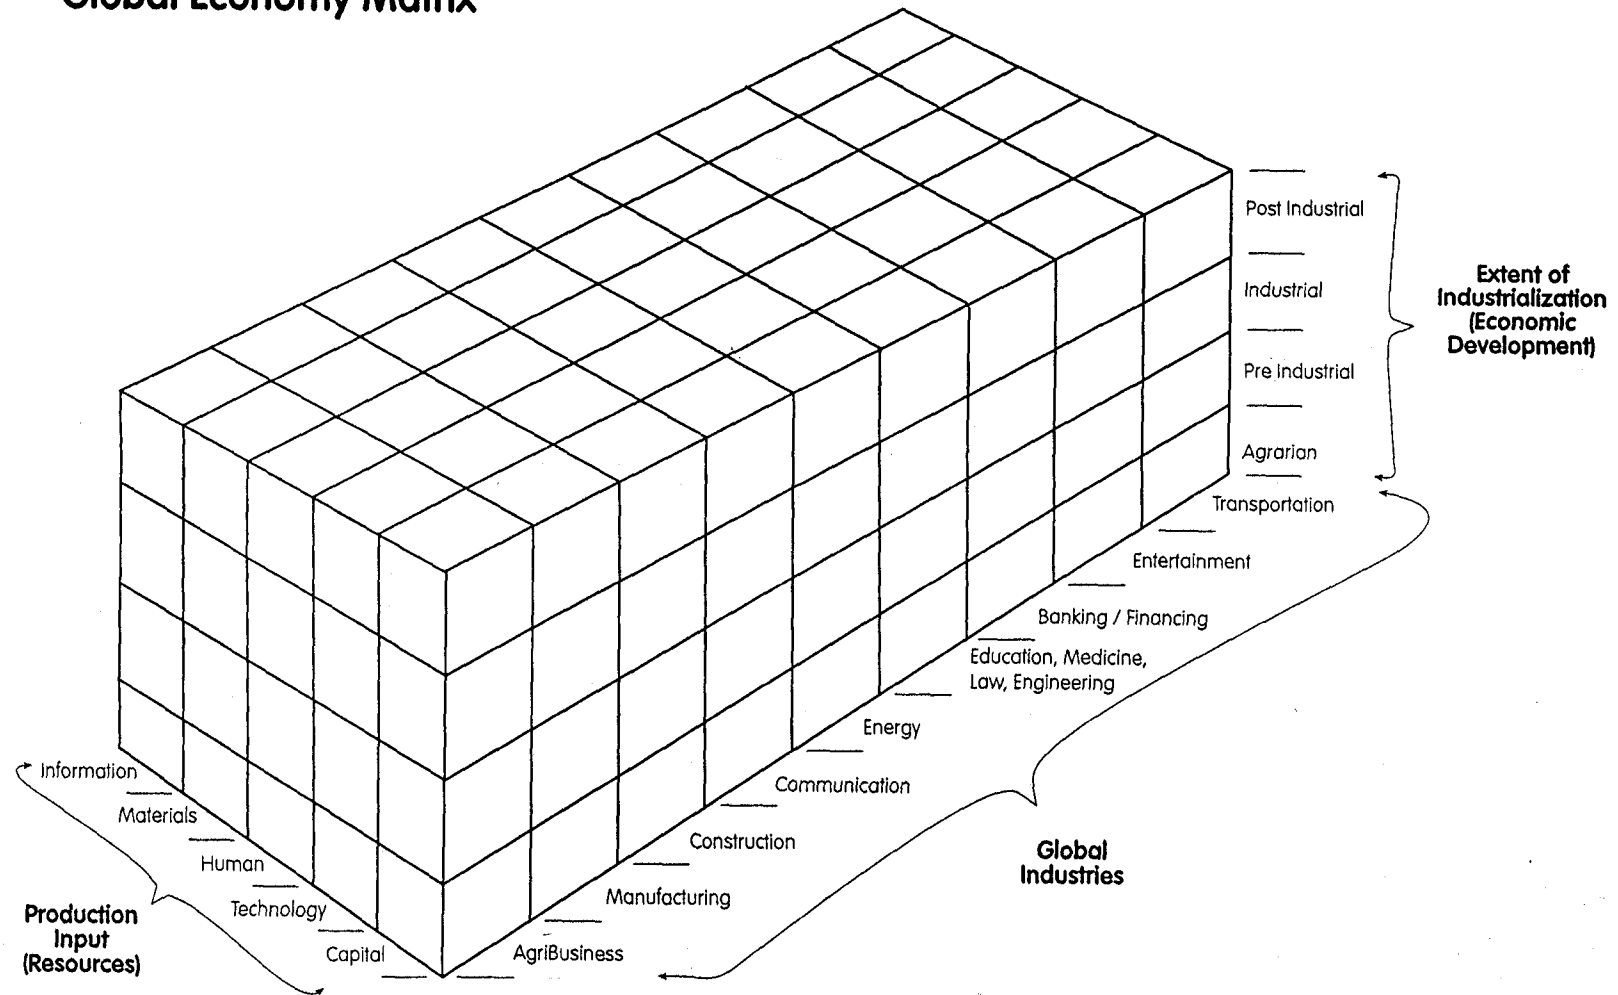 Global Economy Matrix
Post Industrial
Industrial
Pre Industrial
Agrarian
Extent of
Industrialization
(Economic
Development)
Transportation
Entertainment
Banking / Financing
Education, Medicine,
Law, Engineering
Energy
Communication
Construction
Manufacturing
AgriBusiness
Global
Industries
Information
Materials
Human
Technology
Capital
Production
Input
(Resources)